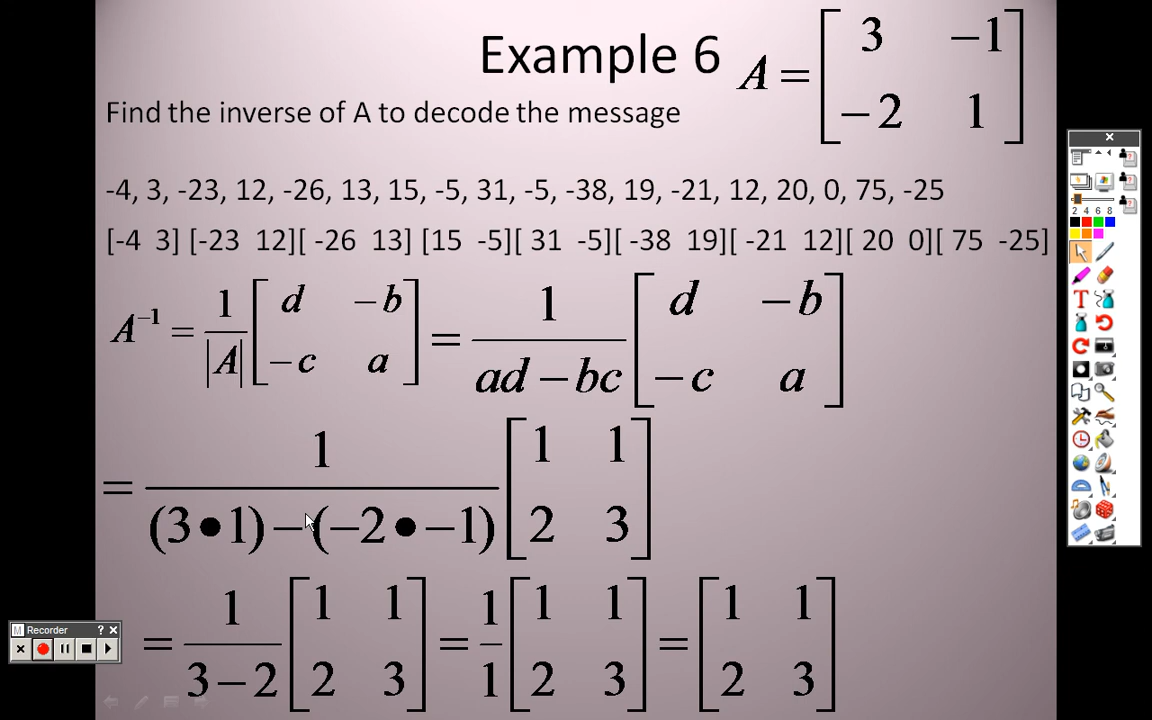 Example 6
A = [ 3 −1
−2 1 ]
Find the inverse of A to decode the message
-4, 3, -23, 12, -26, 13, 15, -5, 31, -5, -38, 19, -21, 12, 20, 0, 75, -25
[-4 3] [-23 12][ -26 13] [15 -5][ 31 -5][ -38 19][ -21 12][ 20 0][ 75 -25]
A⁻¹ = 1/|A| [ d −b; −c a ] = 1/(ad − bc) [ d −b; −c a ]
= 1/((3•1)−(−2•−1)) [ 1 1; 2 3 ]
= 1/(3−2) [ 1 1; 2 3 ] = 1/1 [ 1 1; 2 3 ] = [ 1 1; 2 3 ]
2 4 6 8
T
M Recorder ? ×